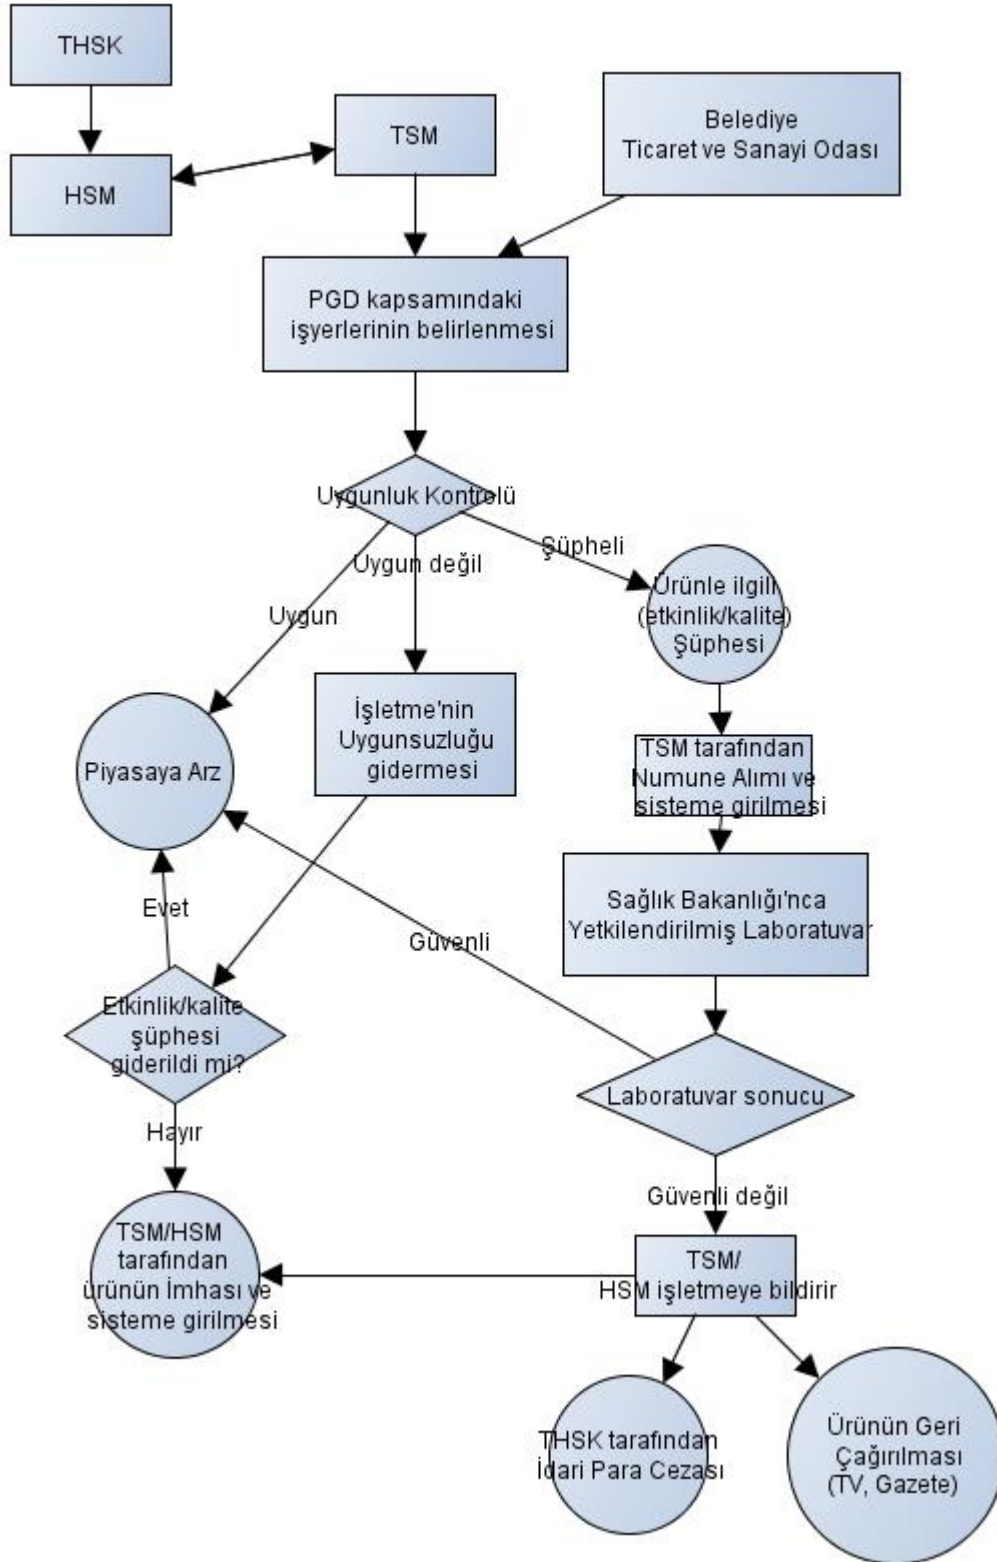 THSK
TSM
Belediye
Ticaret ve Sanayi Odası
HSM
PGD kapsamındaki
işyerlerinin belirlenmesi
Uygunluk Kontrolü
Uygun değil
Şüpheli
Uygun
Ürünle ilgili
(etkinlik/kalite)
Şüphesi
İşletme'nin
Uygunsuzluğu
gidermesi
Piyasaya Arz
TSM tarafından
Numune Alımı ve
sisteme girilmesi
Evet
Güvenli
Sağlık Bakanlığı'nca
Yetkilendirilmiş Laboratuvar
Etkinlik/kalite
şüphesi
giderildi mi?
Laboratuvar sonucu
Hayır
Güvenli değil
TSM/HSM
tarafından
ürünün İmhası ve
sisteme girilmesi
TSM/
HSM işletmeye bildirir
THSK tarafından
İdari Para Cezası
Ürünün Geri
Çağırılması
(TV, Gazete)